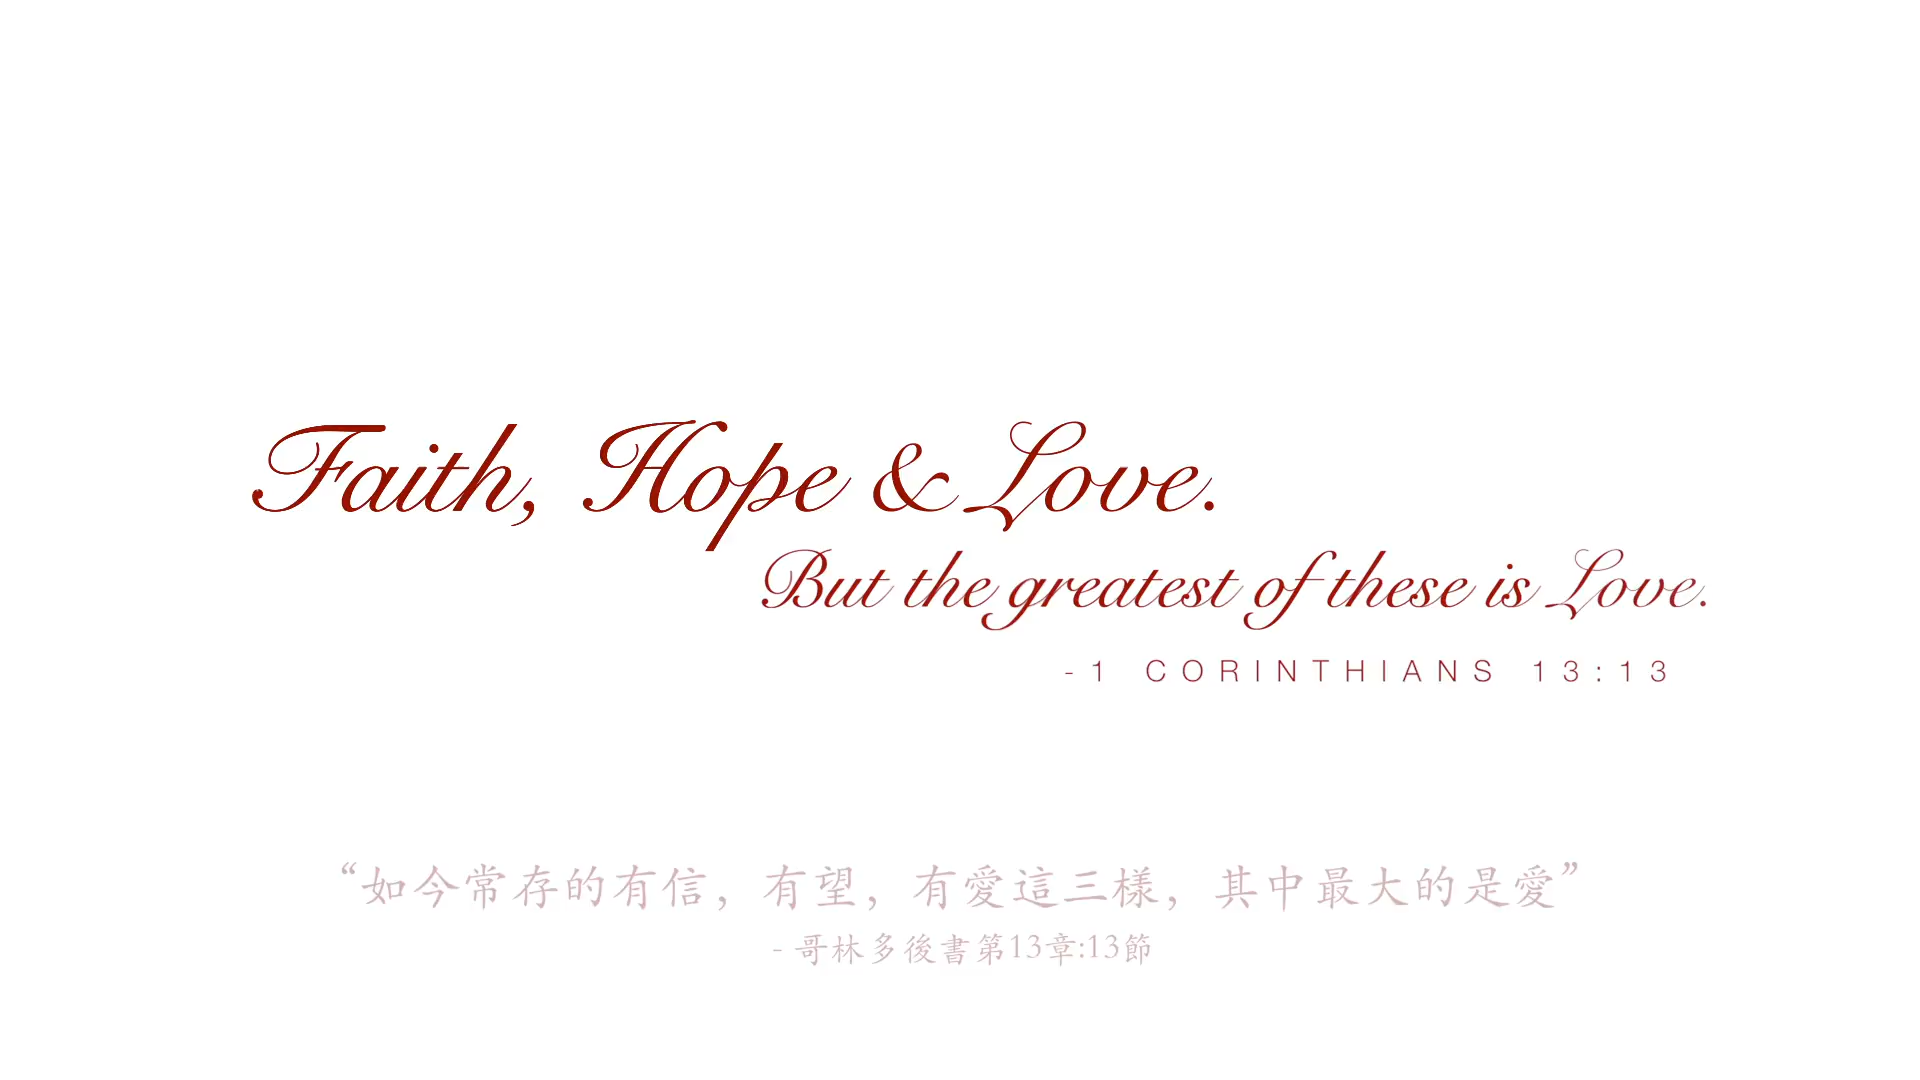 Faith, Hope & Love.
But the greatest of these is Love.
-1 CORINTHIANS 13:13
“如今常存的有信，有望，有愛這三樣，其中最大的是愛”
- 哥林多後書第13章:13節